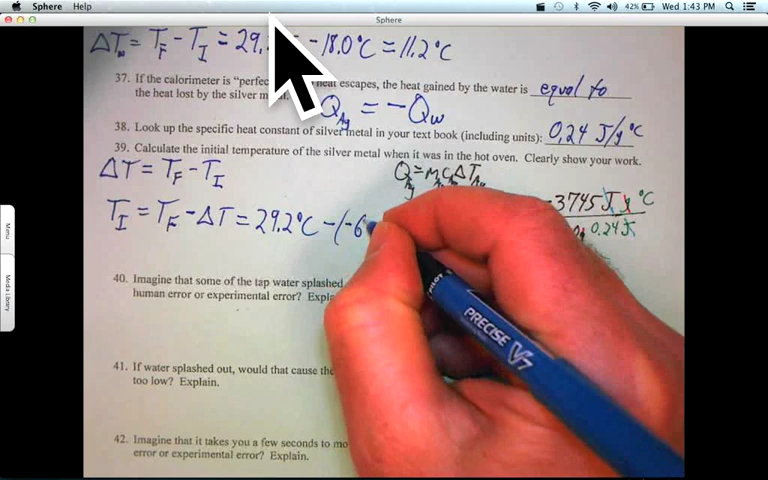 Sphere Help 42% Wed 1:43 PM
Sphere
ΔTw = TF - TI = 29. - 18.0°C = 11.2°C
37. If the calorimeter is "perfec heat escapes, the heat gained by the water is equal to
the heat lost by the silver m QAg = -Qw
38. Look up the specific heat constant of silver metal in your text book (including units): 0,24 J/g°C
39. Calculate the initial temperature of the silver metal when it was in the hot oven. Clearly show your work.
ΔT = TF - TI
Q = mcΔT
-3745 J g °C
0.24 J
TI = TF - ΔT = 29.2°C - (-6
40. Imagine that some of the tap water splashed
human error or experimental error?
41. If water splashed out, would that cause the
too low? Explain.
42. Imagine that it takes you a few seconds to mo
error or experimental error? Explain.
PILOT
PRECISE V7
Menu
Media Library